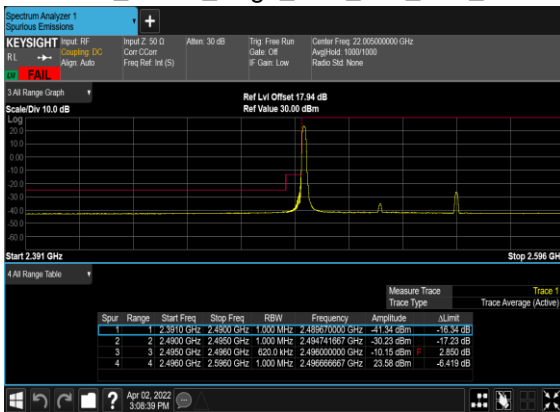 Spectrum Analyzer 1
Spurious Emissions
+
KEYSIGHT Input: RF
Coupling: DC
Align: Auto
RL
LV FAIL
Input Z: 50 Ω
Corr CCorr
Freq Ref: Int (S)
Atten: 30 dB
Trig: Free Run
Gate: Off
IF Gain: Low
Center Freq: 22.005000000 GHz
Avg|Hold: 1000/1000
Radio Std: None
3 All Range Graph
Scale/Div 10.0 dB
Ref Lvl Offset 17.94 dB
Ref Value 30.00 dBm
Log
20.0
10.0
0.00
-10.0
-20.0
-30.0
-40.0
-50.0
-60.0
Start 2.391 GHz
Stop 2.596 GH
4 All Range Table
Measure Trace Trace 1
Trace Type Trace Average (Active)
Spur Range Start Freq Stop Freq RBW Frequency Amplitude ΔLimit
1 1 2.3910 GHz 2.4900 GHz 1.000 MHz 2.489670000 GHz -41.34 dBm -16.34 dB
2 2 2.4900 GHz 2.4950 GHz 1.000 MHz 2.494741667 GHz -30.23 dBm -17.23 dB
3 3 2.4950 GHz 2.4960 GHz 620.0 kHz 2.496000000 GHz -10.15 dBm F 2.850 dB
4 4 2.4960 GHz 2.5960 GHz 1.000 MHz 2.496666667 GHz 23.58 dBm -6.419 dB
?
Apr 02, 2022
3:08:39 PM